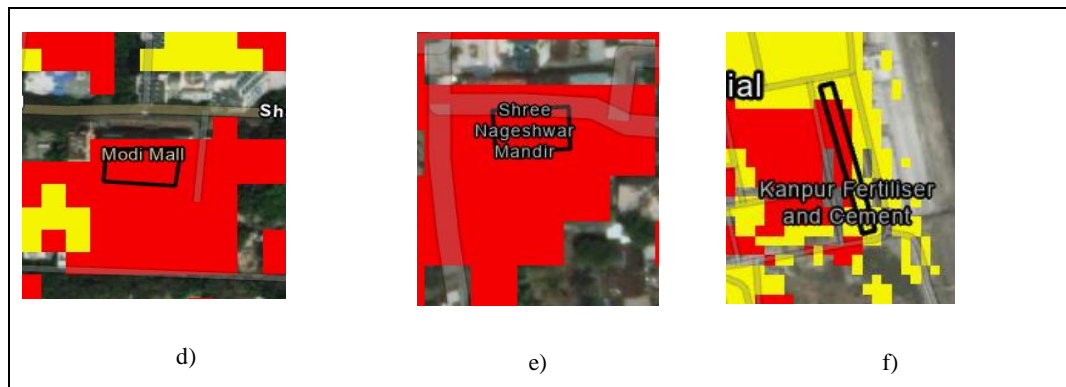 Sh
Modi Mall
Shree
Nageshwar
Mandir
ial
Kanpur Fertiliser
and Cement
d)
e)
f)